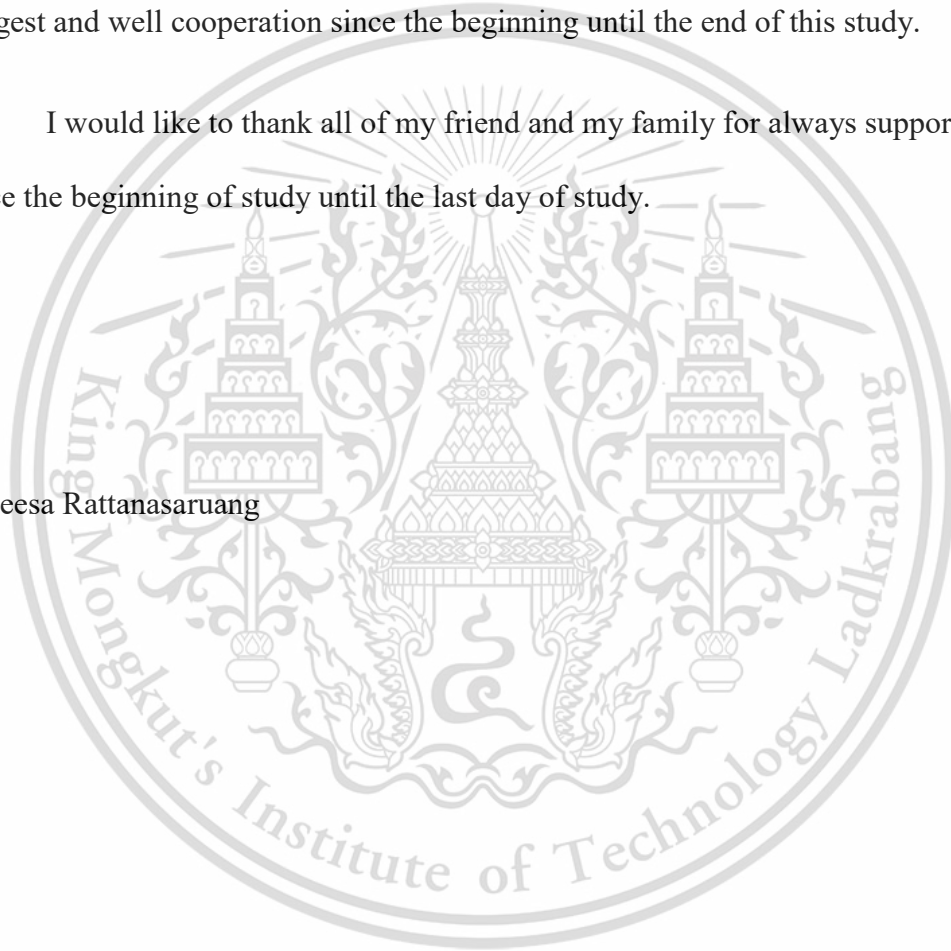 gest and well cooperation since the beginning until the end of this study.
I would like to thank all of my friend and my family for always suppor
e the beginning of study until the last day of study.
eesa Rattanasaruang
King Mongkut's Institute of Technology Ladkrabang